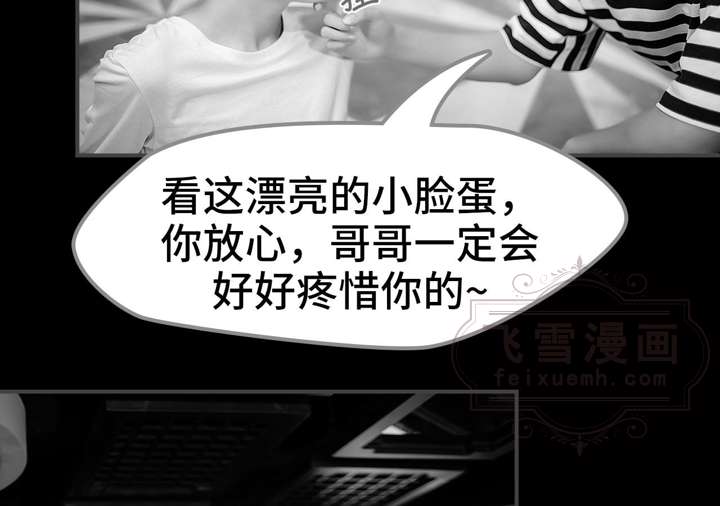 看这漂亮的小脸蛋，
你放心，哥哥一定会
好好疼惜你的~
飞雪漫画
feixuemh.com